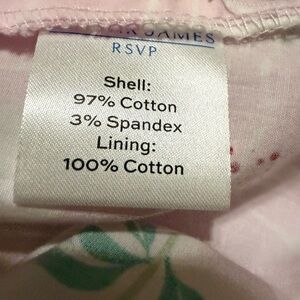 JAMES
RSVP
Shell:
97% Cotton
3% Spandex
Lining:
100% Cotton